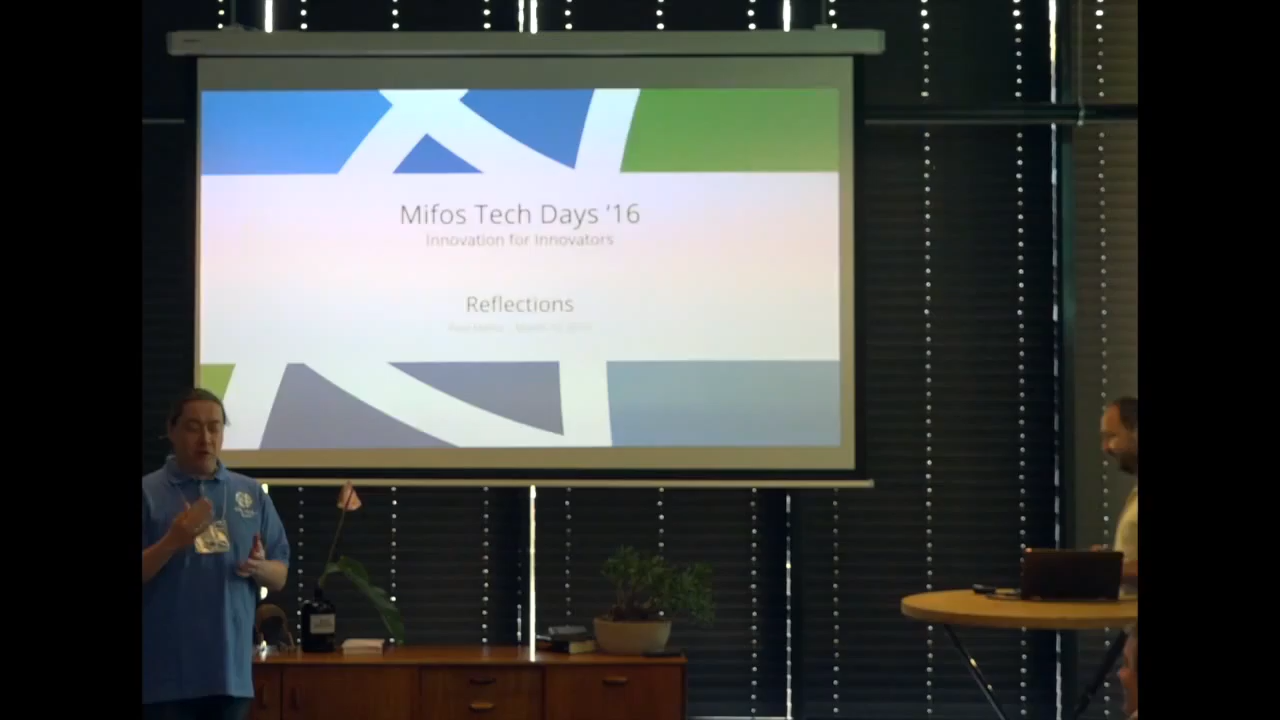 Mifos Tech Days ‘16
Innovation for Innovators
Reflections